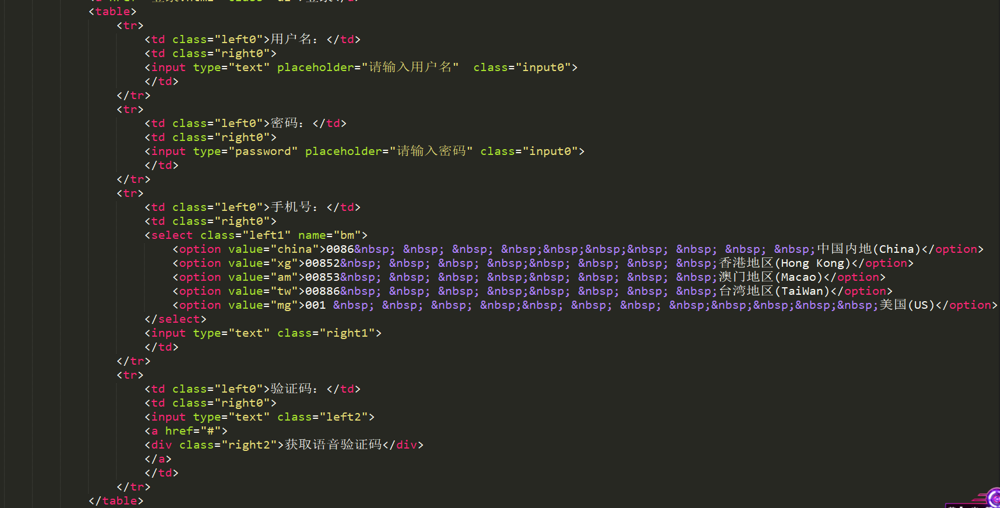 <table>
<tr>
<td class="left0">用户名：</td>
<td class="right0">
<input type="text" placeholder="请输入用户名"  class="input0">
</td>
</tr>
<tr>
<td class="left0">密码：</td>
<td class="right0">
<input type="password" placeholder="请输入密码" class="input0">
</td>
</tr>
<tr>
<td class="left0">手机号：</td>
<td class="right0">
<select class="left1" name="bm">
<option value="china">0086&nbsp; &nbsp; &nbsp; &nbsp;&nbsp;&nbsp;&nbsp; &nbsp; &nbsp; &nbsp;中国内地(China)</option>
<option value="xg">00852&nbsp; &nbsp; &nbsp; &nbsp;&nbsp; &nbsp; &nbsp; &nbsp;香港地区(Hong Kong)</option>
<option value="am">00853&nbsp; &nbsp; &nbsp; &nbsp;&nbsp; &nbsp; &nbsp; &nbsp;澳门地区(Macao)</option>
<option value="tw">00886&nbsp; &nbsp; &nbsp; &nbsp;&nbsp; &nbsp; &nbsp; &nbsp;台湾地区(TaiWan)</option>
<option value="mg">001 &nbsp; &nbsp; &nbsp; &nbsp;&nbsp; &nbsp; &nbsp; &nbsp;&nbsp;&nbsp;&nbsp;&nbsp;美国(US)</option>
</select>
<input type="text" class="right1">
</td>
</tr>
<tr>
<td class="left0">验证码：</td>
<td class="right0">
<input type="text" class="left2">
<a href="#">
<div class="right2">获取语音验证码</div>
</a>
</td>
</tr>
</table>